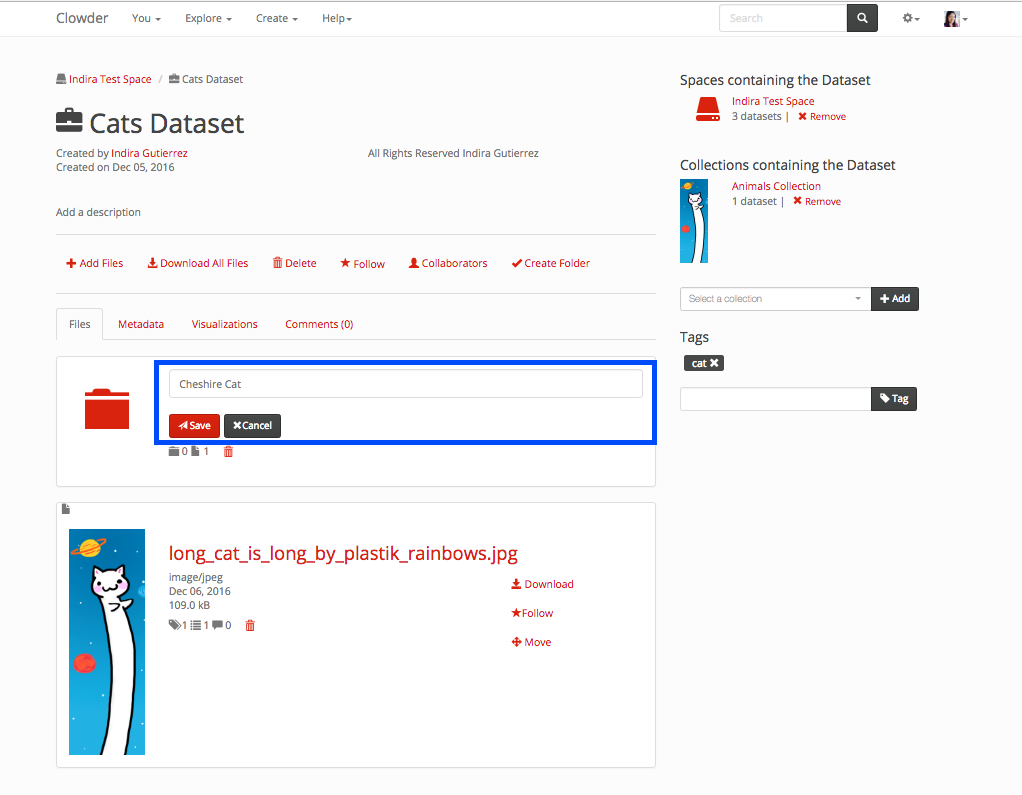 Clowder You Explore Create Help Search
Indira Test Space / Cats Dataset
Cats Dataset
Created by Indira Gutierrez
Created on Dec 05, 2016
All Rights Reserved Indira Gutierrez
Add a description
Add Files Download All Files Delete Follow Collaborators Create Folder
Files Metadata Visualizations Comments (0)
Cheshire Cat
Save Cancel
0 1
long_cat_is_long_by_plastik_rainbows.jpg
image/jpeg
Dec 06, 2016
109.0 kB
1 1 0
Download
Follow
Move
Spaces containing the Dataset
Indira Test Space
3 datasets | Remove
Collections containing the Dataset
Animals Collection
1 dataset | Remove
Select a collection Add
Tags
cat
Tag